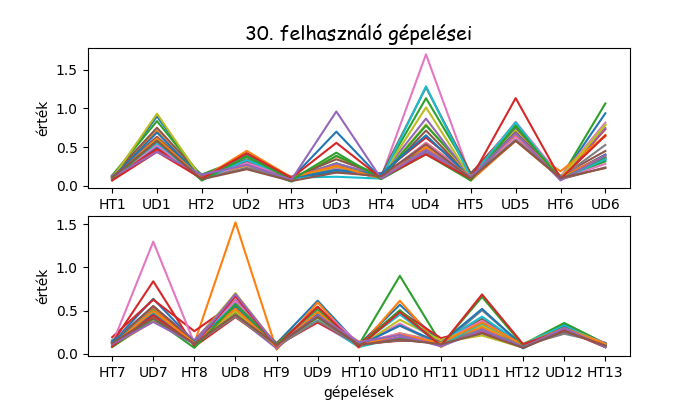 30. felhasználó gépelései
érték
1.5
1.0
0.5
0.0
HT1 UD1 HT2 UD2 HT3 UD3 HT4 UD4 HT5 UD5 HT6 UD6
érték
1.5
1.0
0.5
0.0
HT7 UD7 HT8 UD8 HT9 UD9 HT10 UD10 HT11 UD11 HT12 UD12 HT13
gépelések